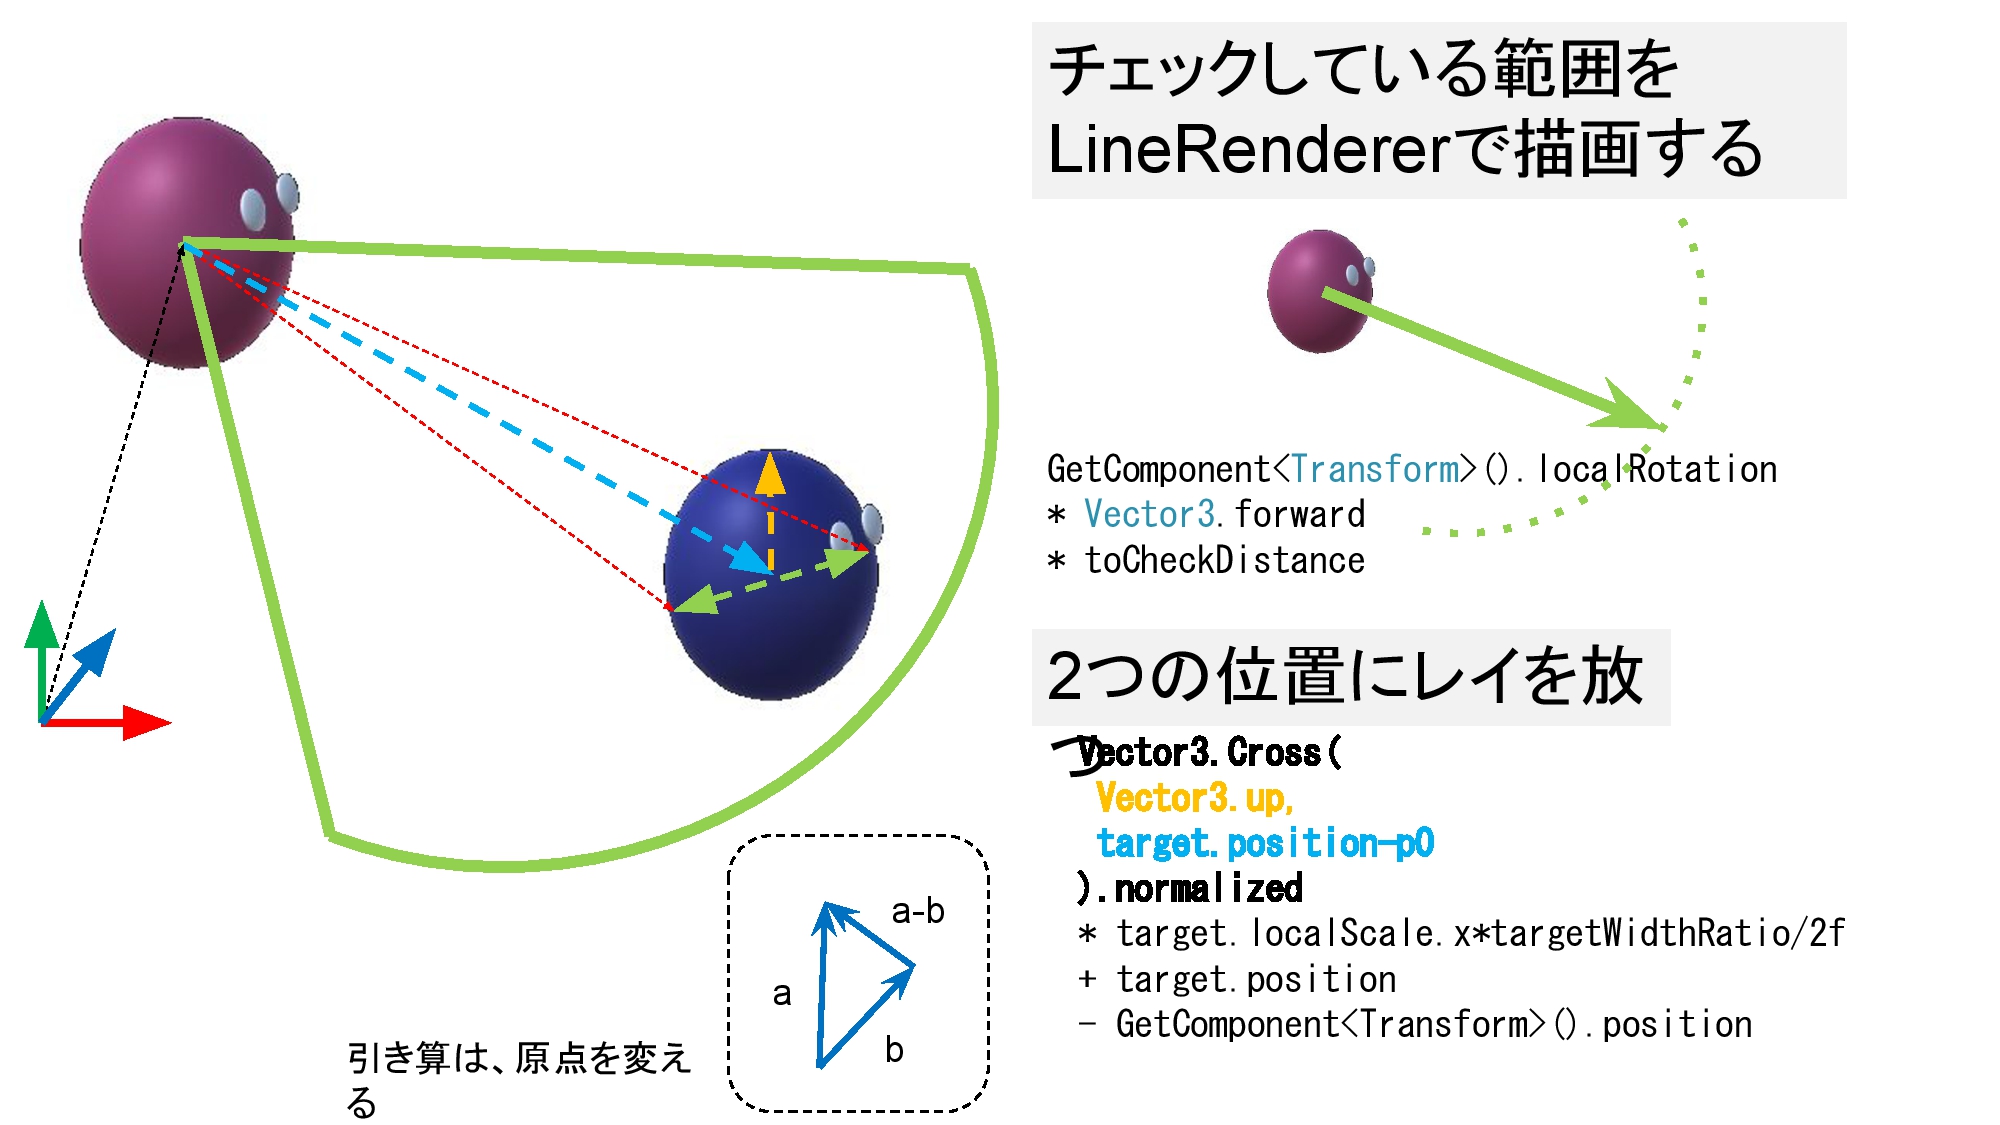 チェックしている範囲を
LineRendererで描画する
GetComponent<Transform>().localRotation
* Vector3.forward
* toCheckDistance
2つの位置にレイを放
つ
Vector3.Cross(
Vector3.up,
target.position-p0
).normalized
* target.localScale.x*targetWidthRatio/2f
+ target.position
- GetComponent<Transform>().position
a-b
a
b
引き算は、原点を変え
る